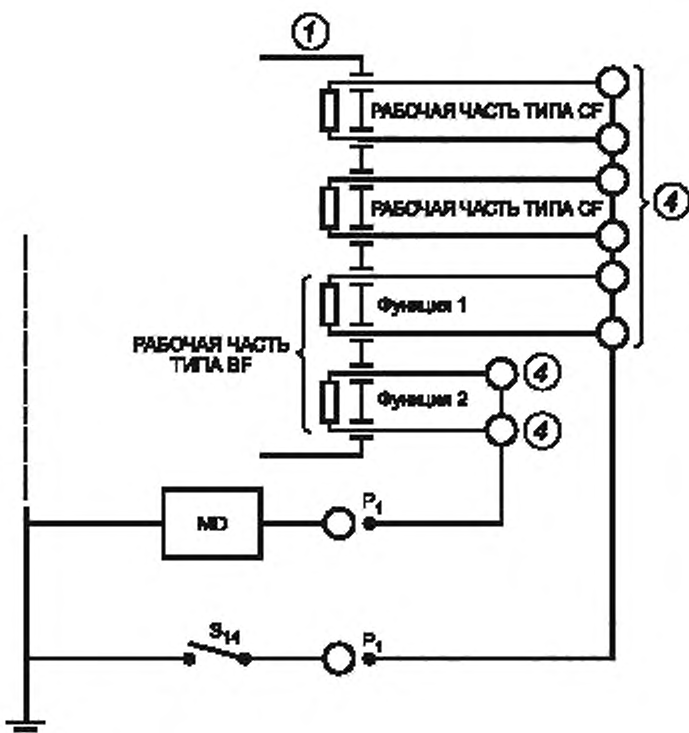 1
РАБОЧАЯ ЧАСТЬ ТИПА CF
РАБОЧАЯ ЧАСТЬ ТИПА CF
4
Функция 1
РАБОЧАЯ ЧАСТЬ
ТИПА BF
Функция 2
4
4
MD
P1
S14
P1